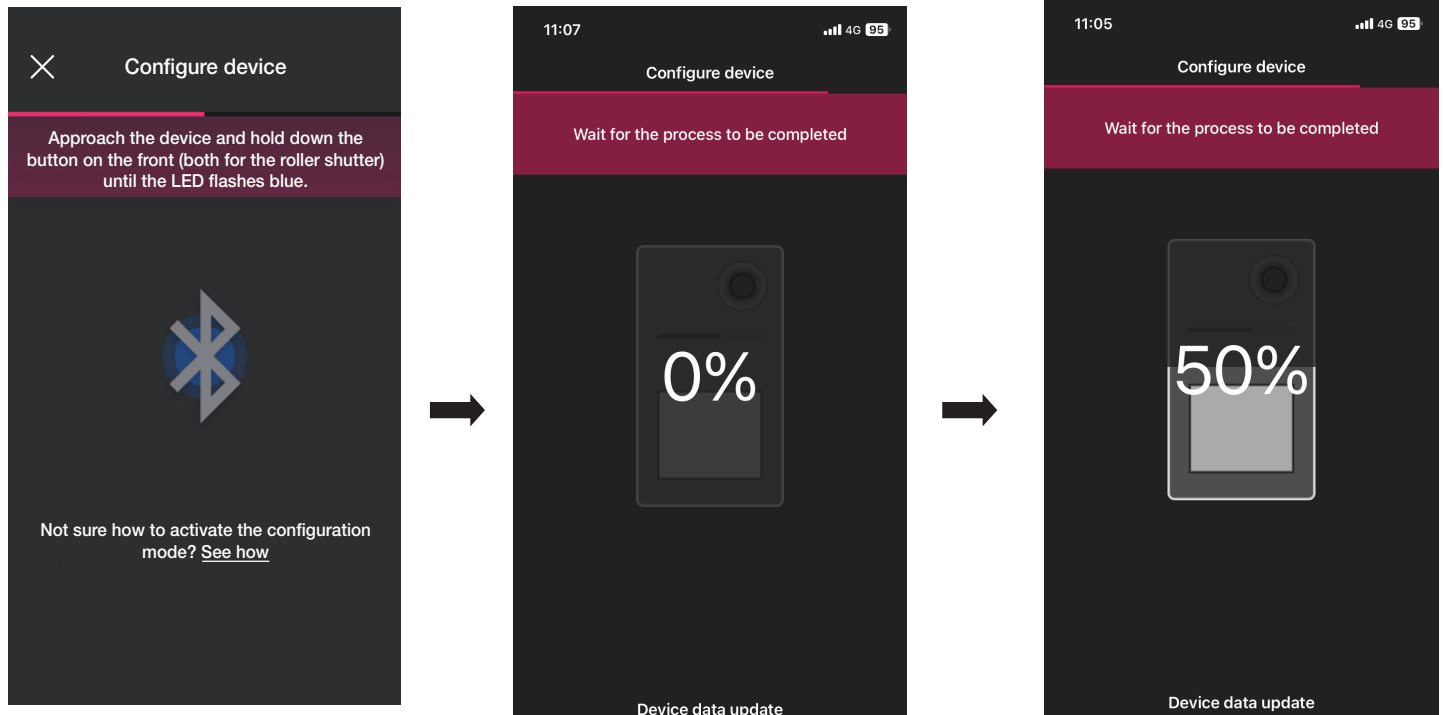 Configure device
Approach the device and hold down the
button on the front (both for the roller shutter)
until the LED flashes blue.
Not sure how to activate the configuration
mode? See how
11:07
4G 95
Configure device
Wait for the process to be completed
0%
Device data update
11:05
4G 95
Configure device
Wait for the process to be completed
50%
Device data update